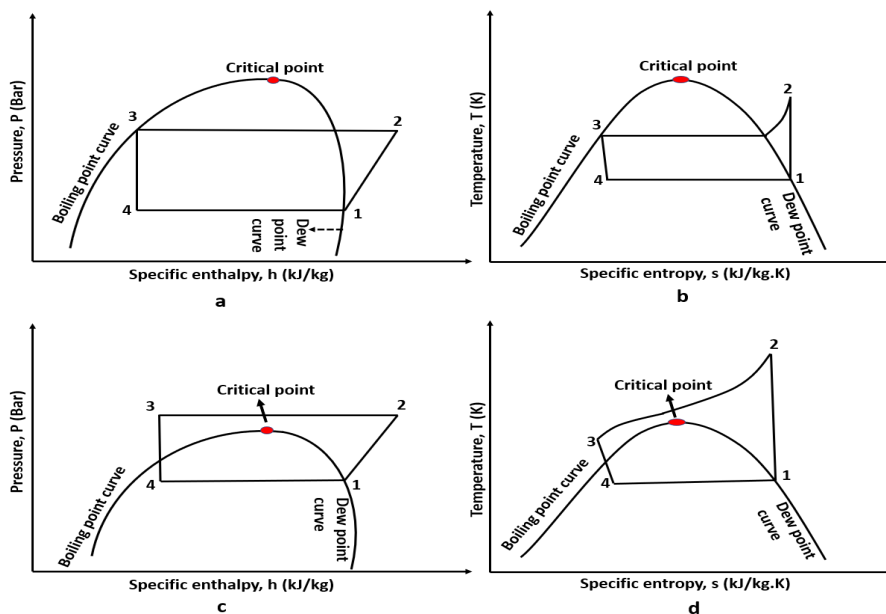 Critical point
3
2
4
1
Boiling point curve
Dew
point
curve
Pressure, P (Bar)
Specific enthalpy, h (kJ/kg)
a
Critical point
2
3
4
1
Boiling point curve
Dew point
curve
Temperature, T (K)
Specific entropy, s (kJ/kg.K)
b
Critical point
3
2
4
1
Boiling point curve
Dew point
curve
Pressure, P (Bar)
Specific enthalpy, h (kJ/kg)
c
2
Critical point
3
4
1
Boiling point curve
Dew point
curve
Temperature, T (K)
Specific entropy, s (kJ/kg.K)
d